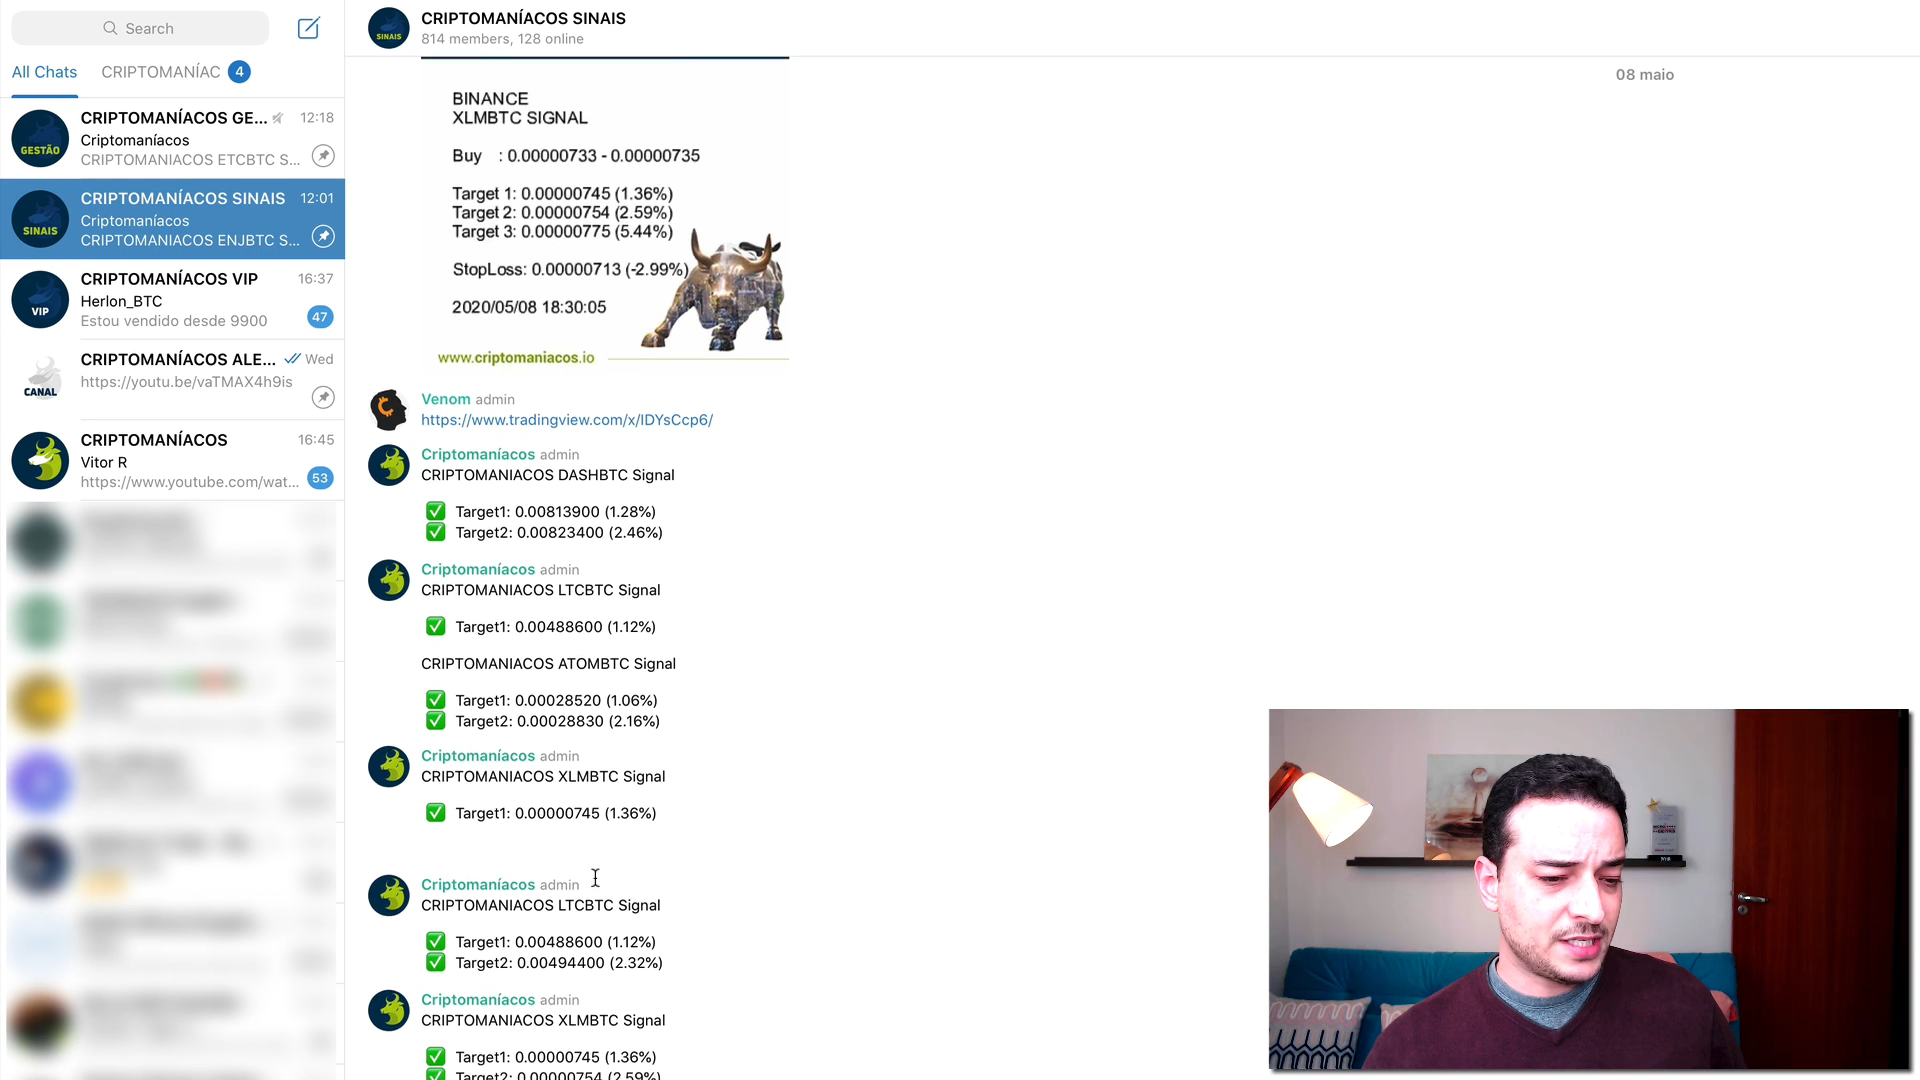 Search
All Chats
CRIPTOMANÍAC 4
CRIPTOMANÍACOS GE... 12:18
Criptomaníacos
CRIPTOMANIACOS ETCBTC S...
GESTÃO
CRIPTOMANÍACOS SINAIS 12:01
Criptomaníacos
CRIPTOMANIACOS ENJBTC S...
SINAIS
CRIPTOMANÍACOS VIP 16:37
Herlon_BTC
Estou vendido desde 9900 47
VIP
CRIPTOMANÍACOS ALE... Wed
https://youtu.be/vaTMAX4h9is
CANAL
CRIPTOMANÍACOS 16:45
Vitor R
https://www.youtube.com/wat... 53
SINAIS
CRIPTOMANÍACOS SINAIS
814 members, 128 online
08 maio
BINANCE
XLMBTC SIGNAL
Buy : 0.00000733 - 0.00000735
Target 1: 0.00000745 (1.36%)
Target 2: 0.00000754 (2.59%)
Target 3: 0.00000775 (5.44%)
StopLoss: 0.00000713 (-2.99%)
2020/05/08 18:30:05
www.criptomaniacos.io
Venom admin
https://www.tradingview.com/x/IDYsCcp6/
Criptomaníacos admin
CRIPTOMANIACOS DASHBTC Signal
✅ Target1: 0.00813900 (1.28%)
✅ Target2: 0.00823400 (2.46%)
Criptomaníacos admin
CRIPTOMANIACOS LTCBTC Signal
✅ Target1: 0.00488600 (1.12%)
CRIPTOMANIACOS ATOMBTC Signal
✅ Target1: 0.00028520 (1.06%)
✅ Target2: 0.00028830 (2.16%)
Criptomaníacos admin
CRIPTOMANIACOS XLMBTC Signal
✅ Target1: 0.00000745 (1.36%)
Criptomaníacos admin
CRIPTOMANIACOS LTCBTC Signal
✅ Target1: 0.00488600 (1.12%)
✅ Target2: 0.00494400 (2.32%)
Criptomaníacos admin
CRIPTOMANIACOS XLMBTC Signal
✅ Target1: 0.00000745 (1.36%)
✅ Target2: 0.00000754 (2.59%)